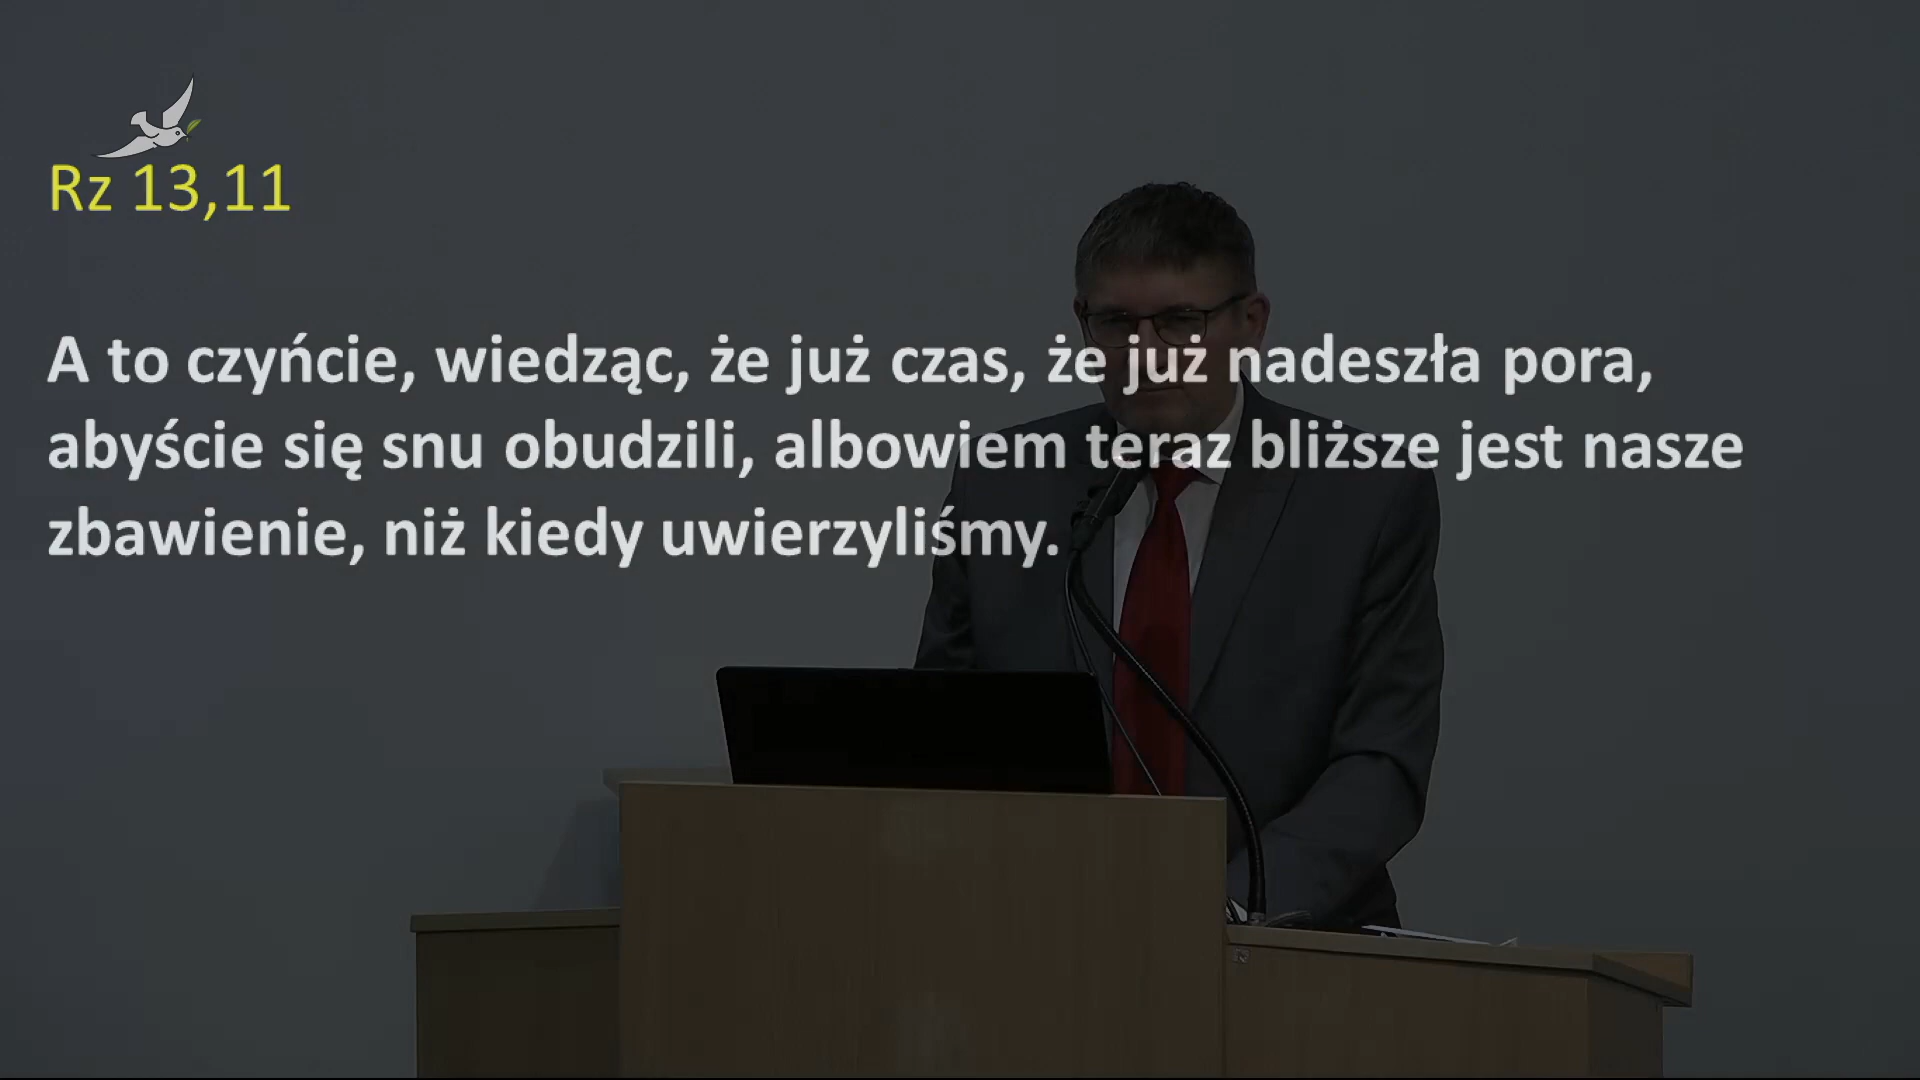 Rz 13,11
A to czyńcie, wiedząc, że już czas, że już nadeszła pora,
abyście się snu obudzili, albowiem teraz bliższe jest nasze
zbawienie, niż kiedy uwierzyliśmy.